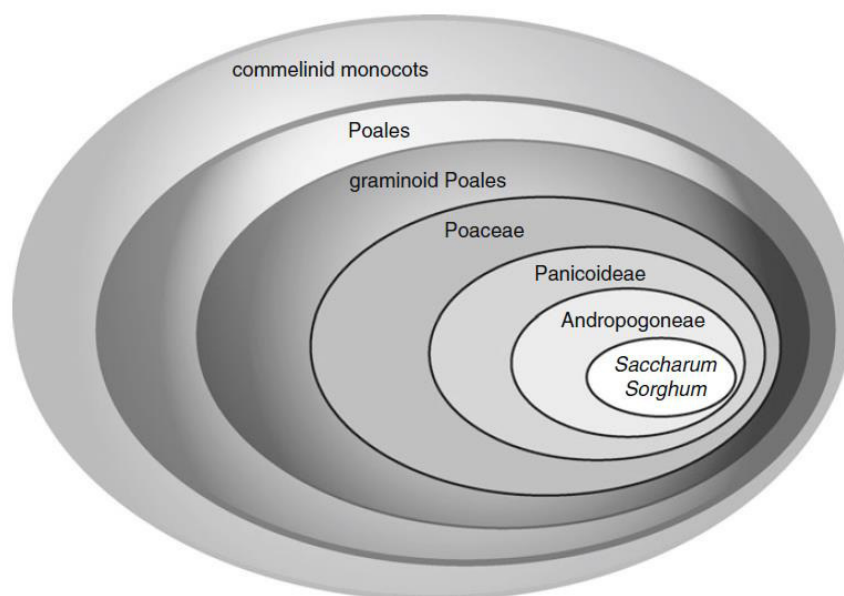 commelinid monocots
Poales
graminoid Poales
Poaceae
Panicoideae
Andropogoneae
Saccharum
Sorghum